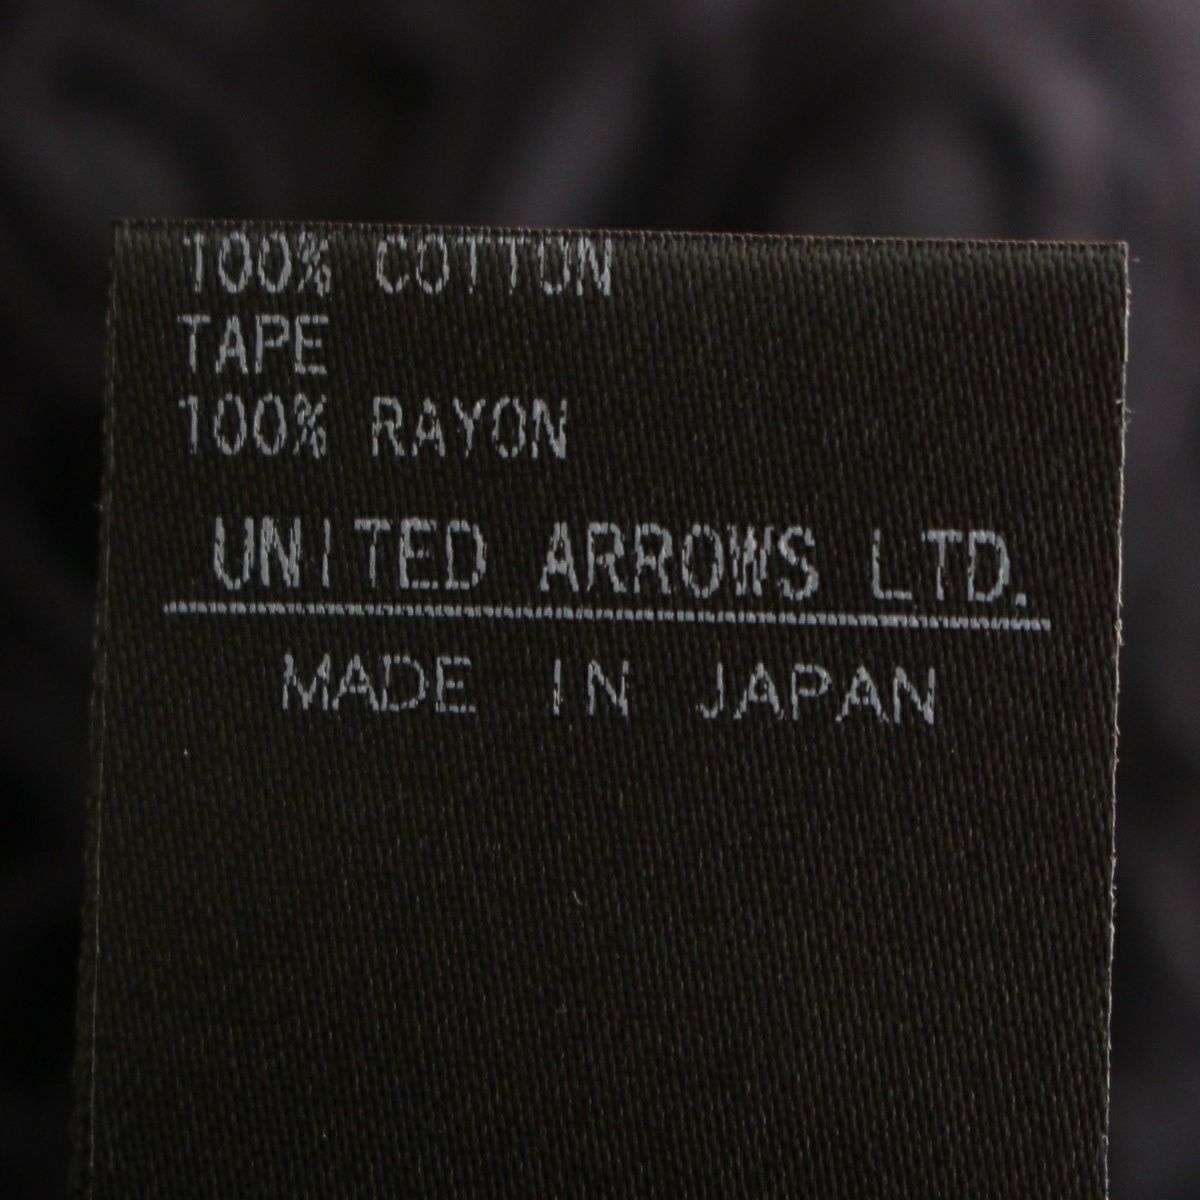 100% COTTON
TAPE
100% RAYON
UNITED ARROWS LTD.
MADE IN JAPAN